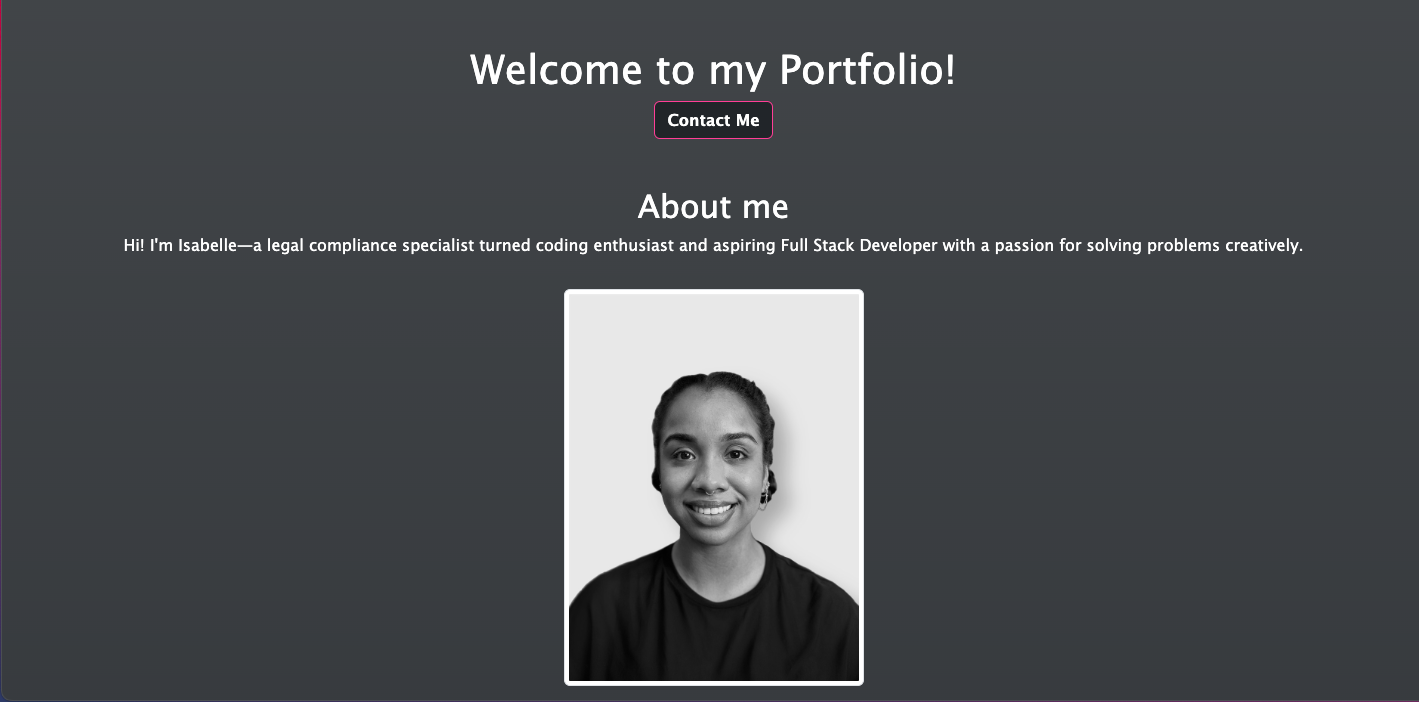 Welcome to my Portfolio!
Contact Me
About me
Hi! I'm Isabelle—a legal compliance specialist turned coding enthusiast and aspiring Full Stack Developer with a passion for solving problems creatively.